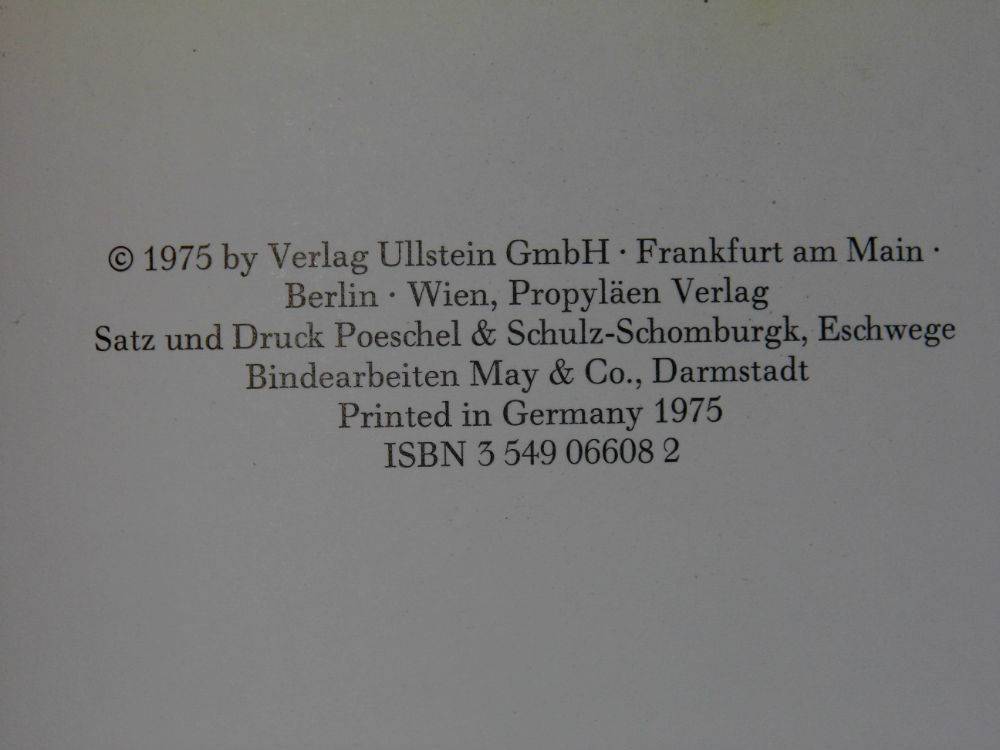 © 1975 by Verlag Ullstein GmbH · Frankfurt am Main ·
Berlin · Wien, Propyläen Verlag
Satz und Druck Poeschel & Schulz-Schomburgk, Eschwege
Bindearbeiten May & Co., Darmstadt
Printed in Germany 1975
ISBN 3 549 06608 2